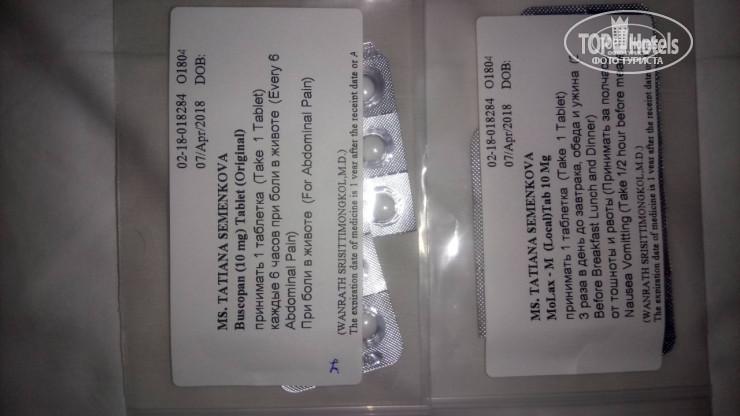 02-18-018284 O1804
07/Apr/2018 DOB:
MS. TATIANA SEMENKOVA
Buscopan (10 mg) Tablet (Original)
принимать 1 таблетка (Take 1 Tablet)
каждые 6 часов при боли в животе (Every 6
Abdominal Pain)
При боли в животе (For Abdominal Pain)
(WANRATH SRISITTIMONGKOL,M.D.)
The expiration date of medicine is 1 year after the receint date or A
02-18-018284 O1804
07/Apr/2018 DOB:
MS. TATIANA SEMENKOVA
MoLax - M (Local)Tab 10 Mg
принимать 1 таблетка (Take 1 Tablet)
3 раза в день до завтрака, обеда и ужина
Before Breakfast Lunch and Dinner)
от тошноты и рвоты (Принимать за полчас
Nausea Vomitting (Take 1/2 hour before mea
(WANRATH SRISITTIMONGKOL,M.D.)
The expiration date of medicine is 1 year after the receint date
TOPHotels
ФОТО ТУРИСТА